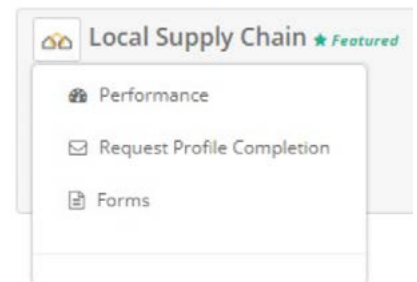 Local Supply Chain ★ Featured
Performance
Request Profile Completion
Forms